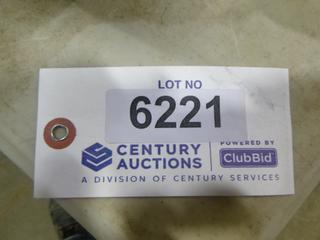 LOT NO
6221
CENTURY
AUCTIONS
POWERED BY
ClubBid
A DIVISION OF CENTURY SERVICES